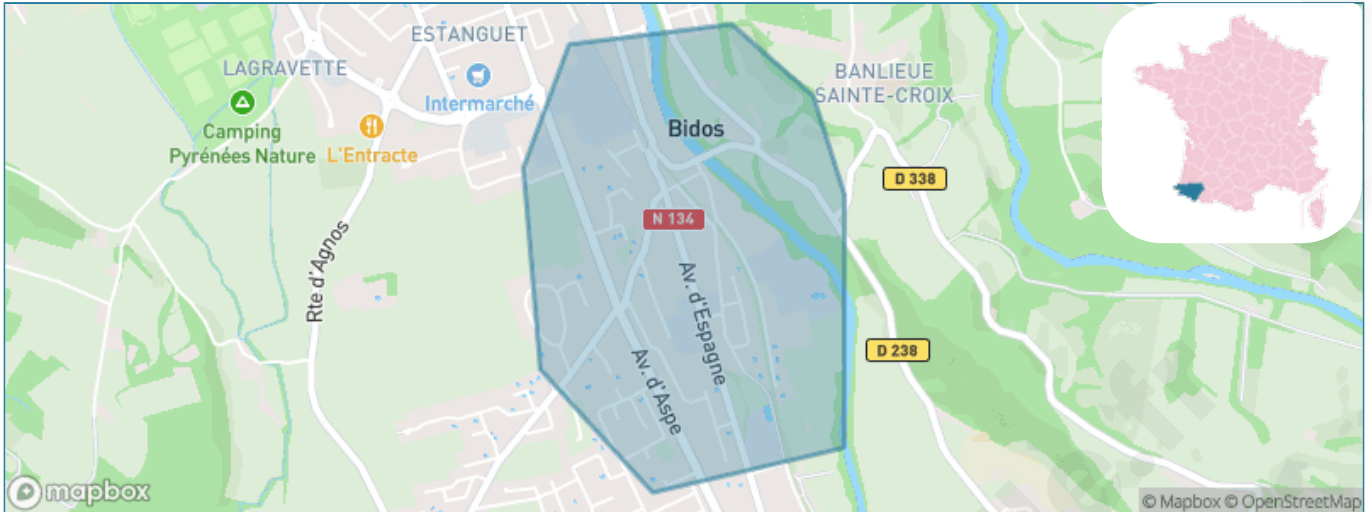 ESTANGUET
LAGRAVETTE
Intermarché
BANLIEUE
SAINTE-CROIX
Camping
Pyrénées Nature
L'Entracte
Bidos
D 338
N 134
Rte d'Agnos
Av. d'Espagne
D 238
Av. d'Aspe
mapbox
© Mapbox © OpenStreetMap